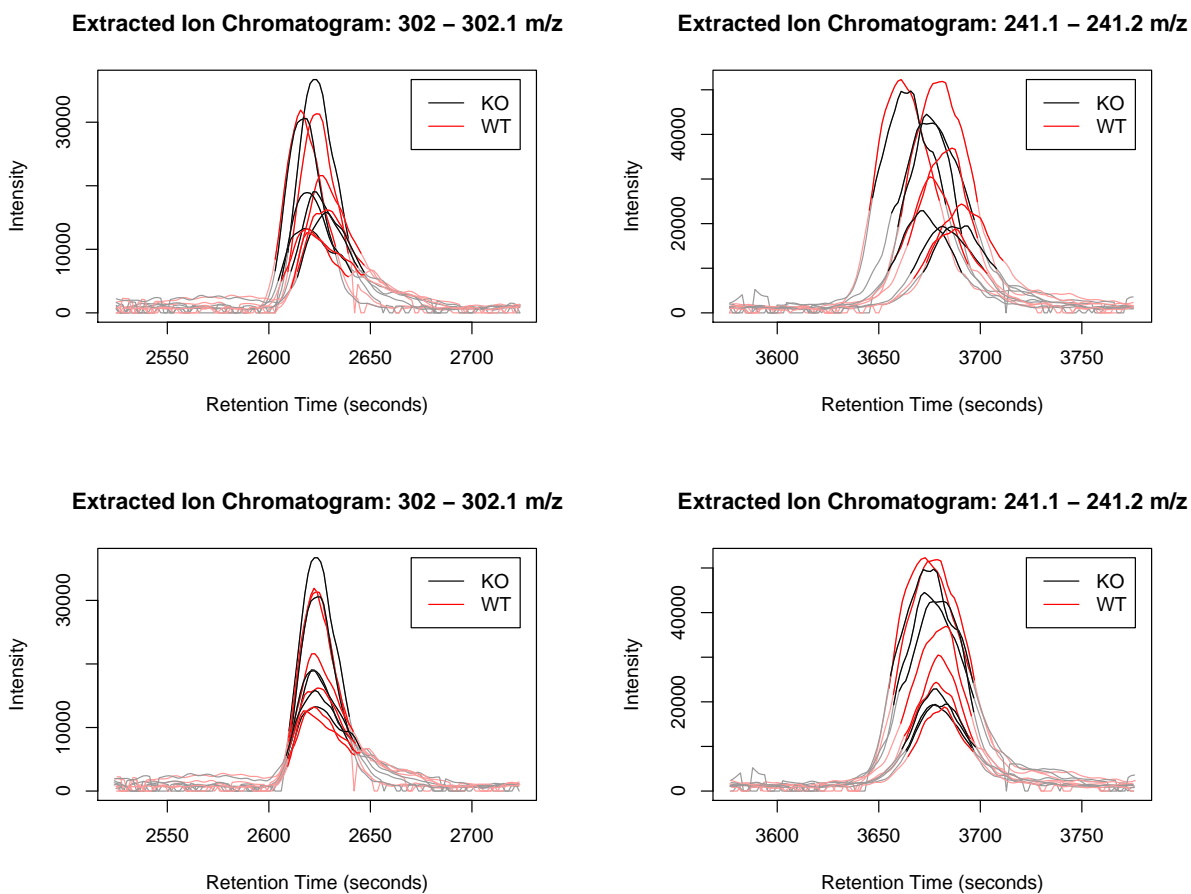 Extracted Ion Chromatogram: 302 − 302.1 m/z
Intensity
0 10000 30000
KO
WT
2550 2600 2650 2700
Retention Time (seconds)
Extracted Ion Chromatogram: 241.1 − 241.2 m/z
Intensity
0 20000 40000
KO
WT
3600 3650 3700 3750
Retention Time (seconds)
Extracted Ion Chromatogram: 302 − 302.1 m/z
Intensity
0 10000 30000
KO
WT
2550 2600 2650 2700
Retention Time (seconds)
Extracted Ion Chromatogram: 241.1 − 241.2 m/z
Intensity
0 20000 40000
KO
WT
3600 3650 3700 3750
Retention Time (seconds)